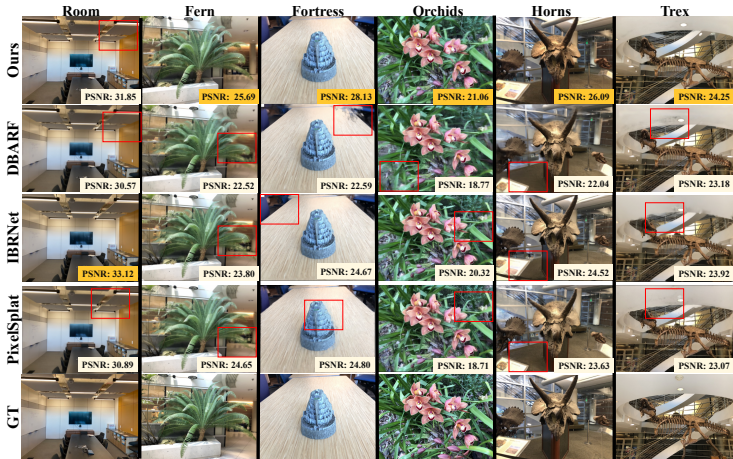 Room Fern Fortress Orchids Horns Trex
Ours
PSNR: 31.85 PSNR: 25.69 PSNR: 28.13 PSNR: 21.06 PSNR: 26.09 PSNR: 24.25
DBARF
PSNR: 30.57 PSNR: 22.52 PSNR: 22.59 PSNR: 18.77 PSNR: 22.04 PSNR: 23.18
IBRNet
PSNR: 33.12 PSNR: 23.80 PSNR: 24.67 PSNR: 20.32 PSNR: 24.52 PSNR: 23.92
PixelSplat
PSNR: 30.89 PSNR: 24.65 PSNR: 24.80 PSNR: 18.71 PSNR: 23.63 PSNR: 23.07
GT